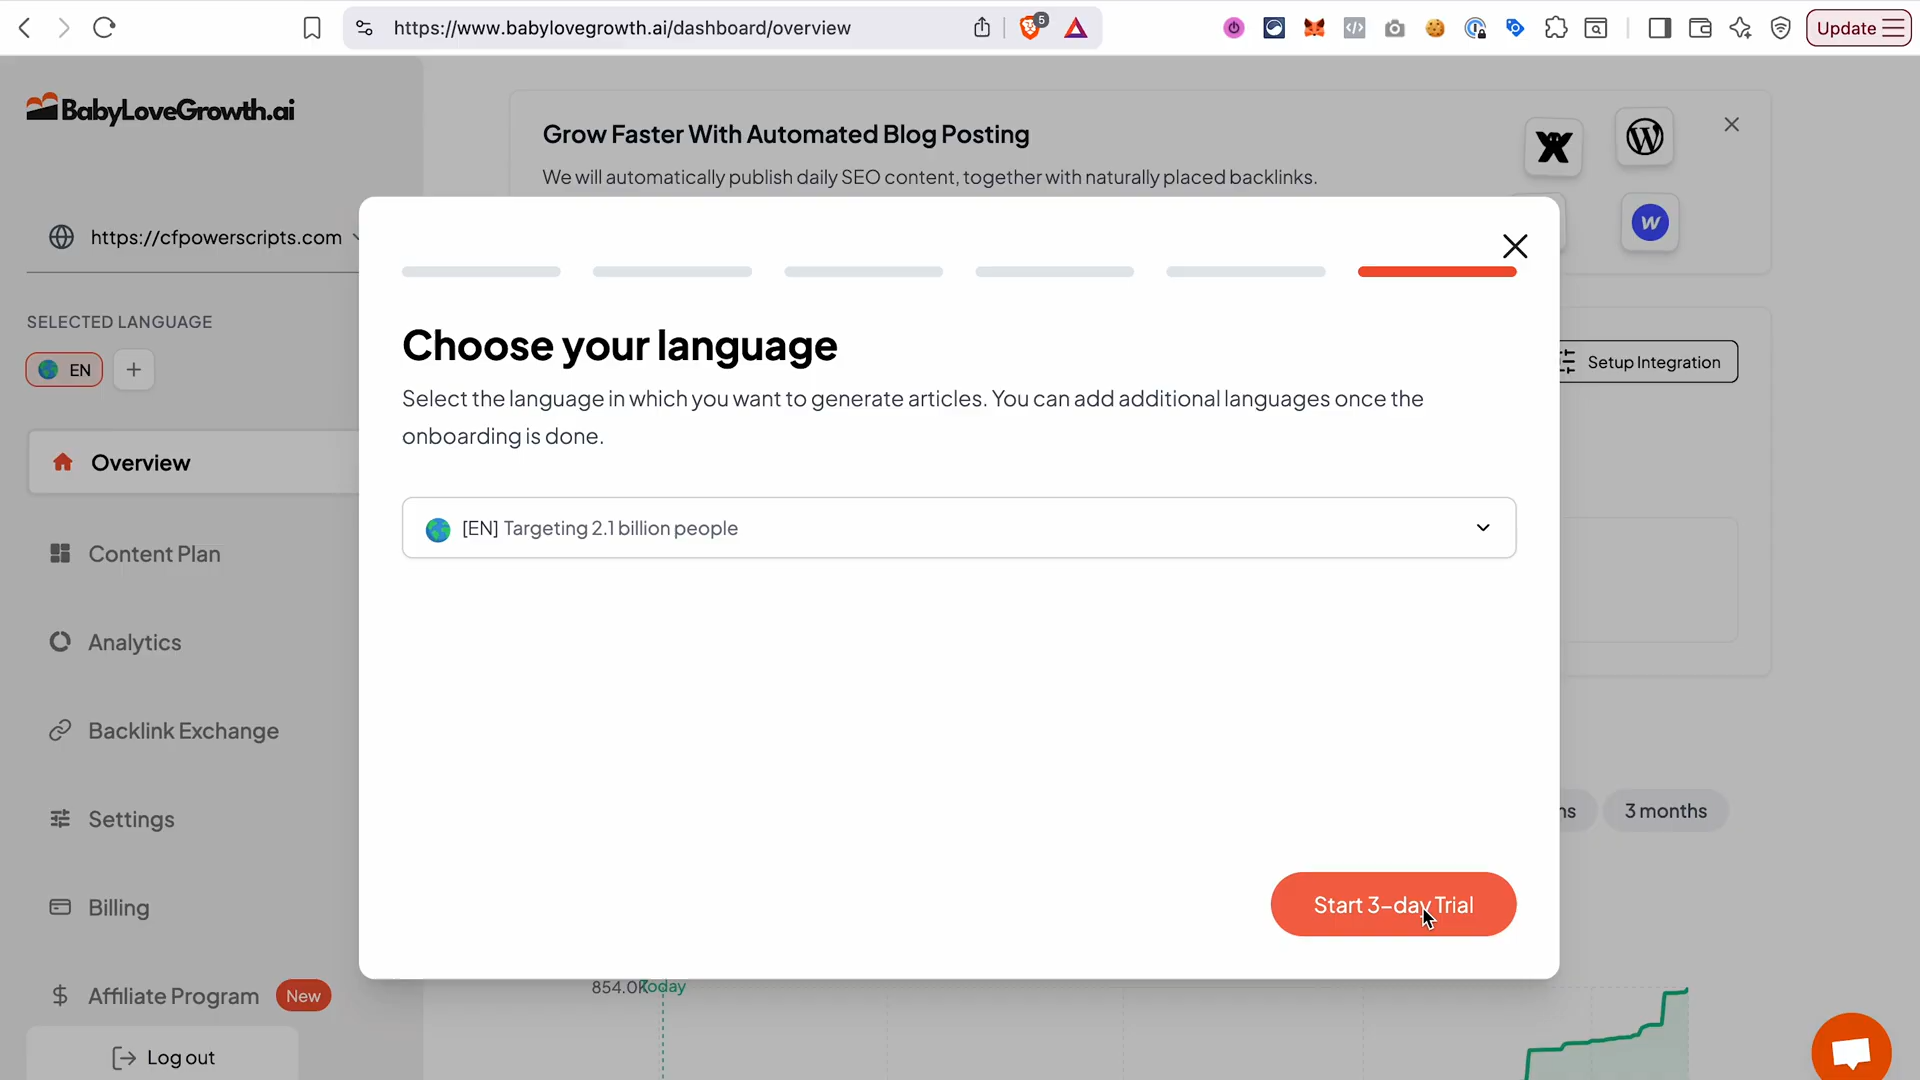 https://www.babylovegrowth.ai/dashboard/overview
5
Update
BabyLoveGrowth.ai
https://cfpowerscripts.com
SELECTED LANGUAGE
EN
+
Overview
Content Plan
Analytics
Backlink Exchange
Settings
Billing
Affiliate Program
New
Log out
Grow Faster With Automated Blog Posting
We will automatically publish daily SEO content, together with naturally placed backlinks.
Setup Integration
Choose your language
Select the language in which you want to generate articles. You can add additional languages once the
onboarding is done.
[EN] Targeting 2.1 billion people
3 months
Start 3-day Trial
854.0K
Today